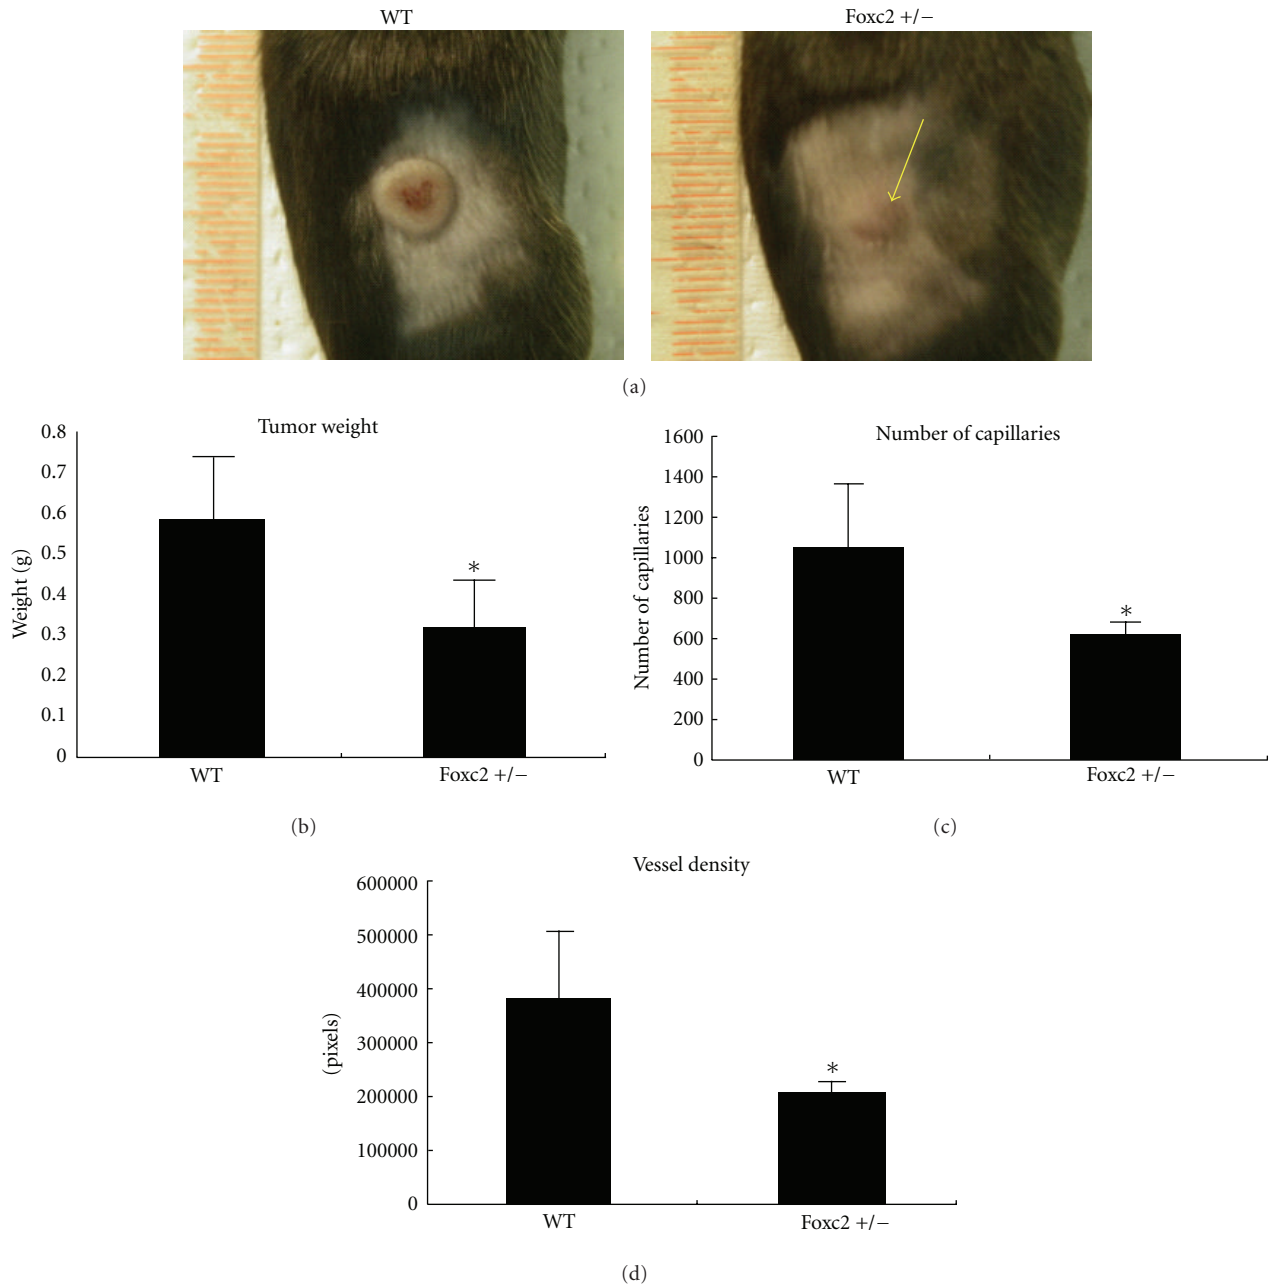 WT
Foxc2 +/−
(a)
Tumor weight
Weight (g)
0.8
0.7
0.6
0.5
0.4
0.3
0.2
0.1
0
*
WT
Foxc2 +/−
(b)
Number of capillaries
Number of capillaries
1600
1400
1200
1000
800
600
400
200
0
*
WT
Foxc2 +/−
(c)
Vessel density
(pixels)
600000
500000
400000
300000
200000
100000
0
*
WT
Foxc2 +/−
(d)